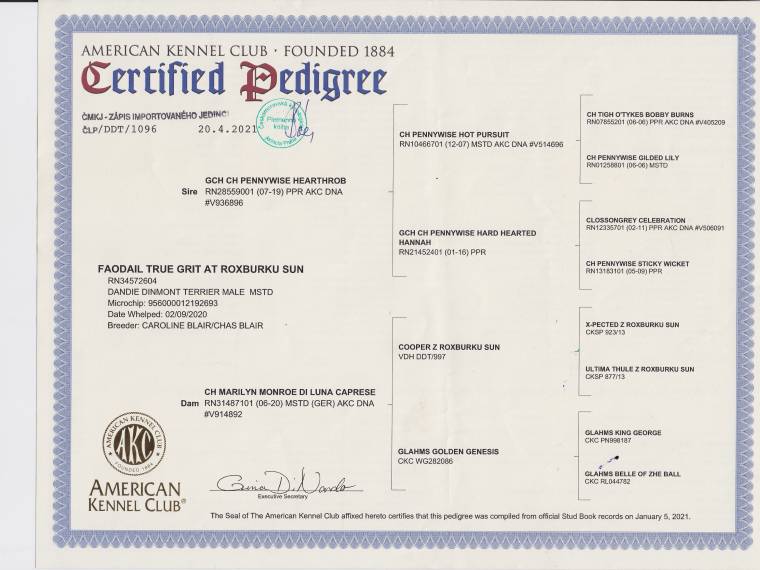 AMERICAN KENNEL CLUB · FOUNDED 1884
Certified Pedigree
ČMKJ - ZÁPIS IMPORTOVANÉHO JEDINCE
ČLP/DDT/1096 20.4.2021
Plemenná
kniha
GCH CH PENNYWISE HEARTHROB
Sire RN28559001 (07-19) PPR AKC DNA
#V936896
FAODAIL TRUE GRIT AT ROXBURKU SUN
RN34572604
DANDIE DINMONT TERRIER MALE MSTD
Microchip: 956000012192693
Date Whelped: 02/09/2020
Breeder: CAROLINE BLAIR/CHAS BLAIR
CH MARILYN MONROE DI LUNA CAPRESE
Dam RN31487101 (06-20) MSTD (GER) AKC DNA
#V914892
CH PENNYWISE HOT PURSUIT
RN10466701 (12-07) MSTD AKC DNA #V514696
GCH CH PENNYWISE HARD HEARTED
HANNAH
RN21452401 (01-16) PPR
COOPER Z ROXBURKU SUN
VDH DDT/997
GLAHMS GOLDEN GENESIS
CKC WG282086
CH TIGH O'TYKES BOBBY BURNS
RN07855201 (06-06) PPR AKC DNA #V405209
CH PENNYWISE GILDED LILY
RN01258601 (06-06) MSTD
CLOSSONGREY CELEBRATION
RN12335701 (02-11) PPR AKC DNA #V506091
CH PENNYWISE STICKY WICKET
RN13183101 (05-09) PPR
X-PECTED Z ROXBURKU SUN
CKSP 923/13
ULTIMA THULE Z ROXBURKU SUN
CKSP 877/13
GLAHMS KING GEORGE
CKC PN998187
GLAHMS BELLE OF ZHE BALL
CKC RL044782
AMERICAN KENNEL CLUB
AKC
FOUNDED 1884
AMERICAN
KENNEL CLUB®
Gina DiNardo
Executive Secretary
The Seal of The American Kennel Club affixed hereto certifies that this pedigree was compiled from official Stud Book records on January 5, 2021.